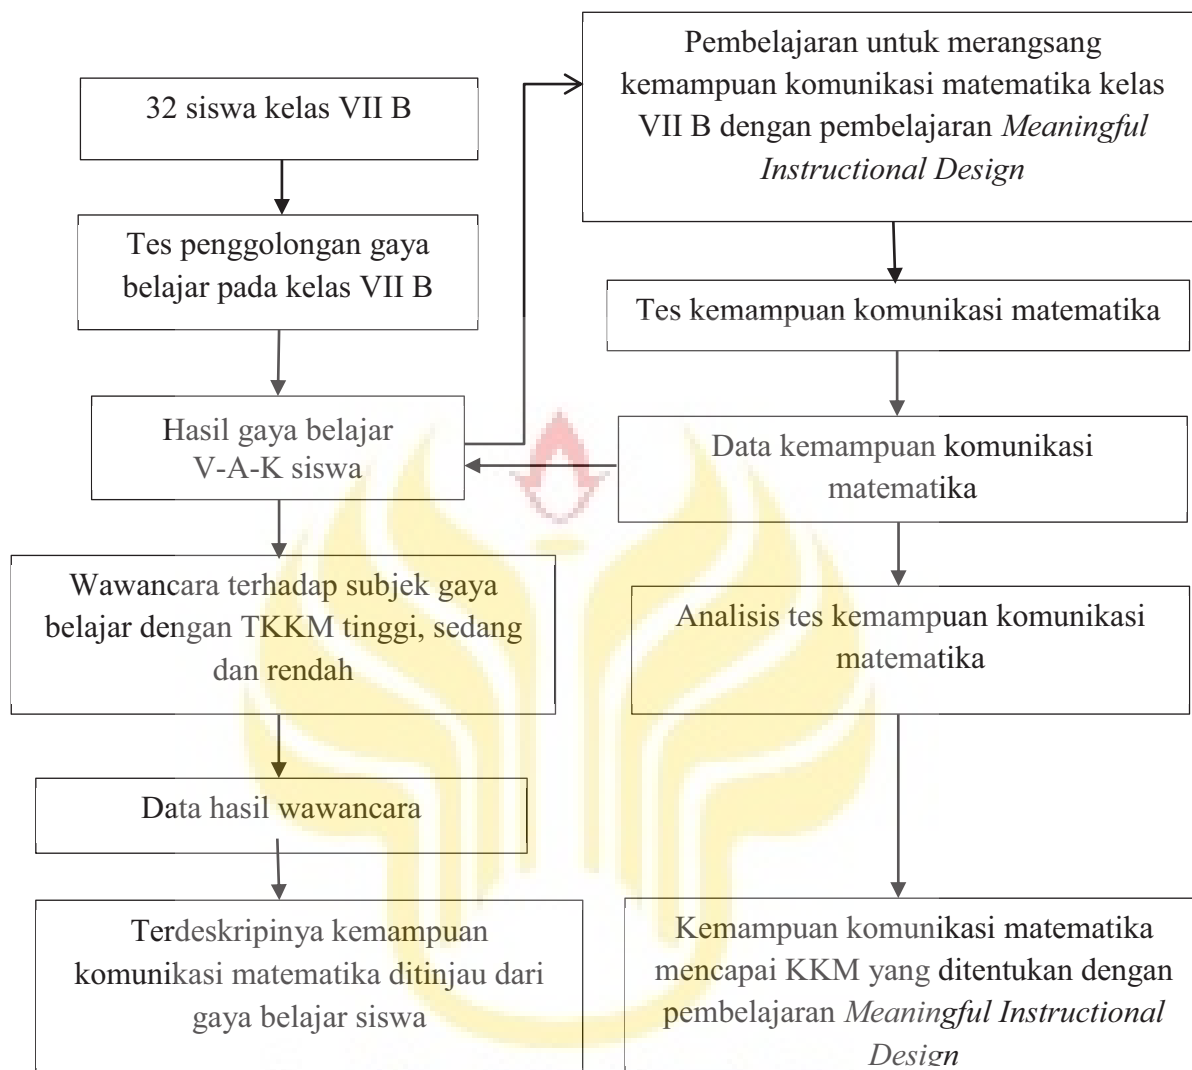 32 siswa kelas VII B
Tes penggolongan gaya
belajar pada kelas VII B
Hasil gaya belajar
V-A-K siswa
Wawancara terhadap subjek gaya
belajar dengan TKKM tinggi, sedang
dan rendah
Data hasil wawancara
Terdeskripinya kemampuan
komunikasi matematika ditinjau dari
gaya belajar siswa
Pembelajaran untuk merangsang
kemampuan komunikasi matematika kelas
VII B dengan pembelajaran Meaningful
Instructional Design
Tes kemampuan komunikasi matematika
Data kemampuan komunikasi
matematika
Analisis tes kemampuan komunikasi
matematika
Kemampuan komunikasi matematika
mencapai KKM yang ditentukan dengan
pembelajaran Meaningful Instructional
Design